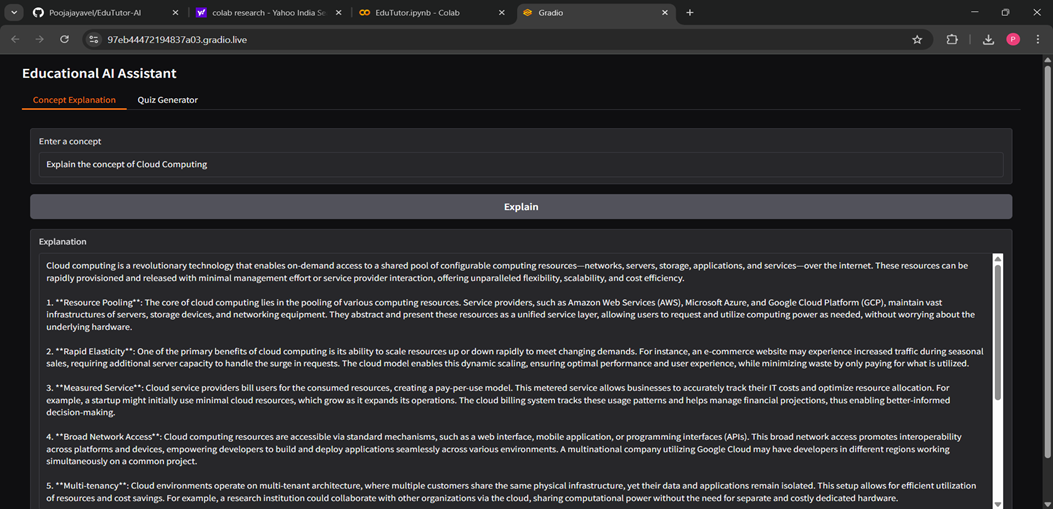 Poojajayavel/EduTutor-AI
colab research - Yahoo India Se
EduTutor.ipynb - Colab
Gradio
97eb44472194837a03.gradio.live
P
Educational AI Assistant
Concept Explanation
Quiz Generator
Enter a concept
Explain the concept of Cloud Computing
Explain
Explanation
Cloud computing is a revolutionary technology that enables on-demand access to a shared pool of configurable computing resources—networks, servers, storage, applications, and services—over the internet. These resources can be
rapidly provisioned and released with minimal management effort or service provider interaction, offering unparalleled flexibility, scalability, and cost efficiency.
1. **Resource Pooling**: The core of cloud computing lies in the pooling of various computing resources. Service providers, such as Amazon Web Services (AWS), Microsoft Azure, and Google Cloud Platform (GCP), maintain vast
infrastructures of servers, storage devices, and networking equipment. They abstract and present these resources as a unified service layer, allowing users to request and utilize computing power as needed, without worrying about the
underlying hardware.
2. **Rapid Elasticity**: One of the primary benefits of cloud computing is its ability to scale resources up or down rapidly to meet changing demands. For instance, an e-commerce website may experience increased traffic during seasonal
sales, requiring additional server capacity to handle the surge in requests. The cloud model enables this dynamic scaling, ensuring optimal performance and user experience, while minimizing waste by only paying for what is utilized.
3. **Measured Service**: Cloud service providers bill users for the consumed resources, creating a pay-per-use model. This metered service allows businesses to accurately track their IT costs and optimize resource allocation. For
example, a startup might initially use minimal cloud resources, which grow as it expands its operations. The cloud billing system tracks these usage patterns and helps manage financial projections, thus enabling better-informed
decision-making.
4. **Broad Network Access**: Cloud computing resources are accessible via standard mechanisms, such as a web interface, mobile application, or programming interfaces (APIs). This broad network access promotes interoperability
across platforms and devices, empowering developers to build and deploy applications seamlessly across various environments. A multinational company utilizing Google Cloud may have developers in different regions working
simultaneously on a common project.
5. **Multi-tenancy**: Cloud environments operate on multi-tenant architecture, where multiple customers share the same physical infrastructure, yet their data and applications remain isolated. This setup allows for efficient utilization
of resources and cost savings. For example, a research institution could collaborate with other organizations via the cloud, sharing computational power without the need for separate and costly dedicated hardware.